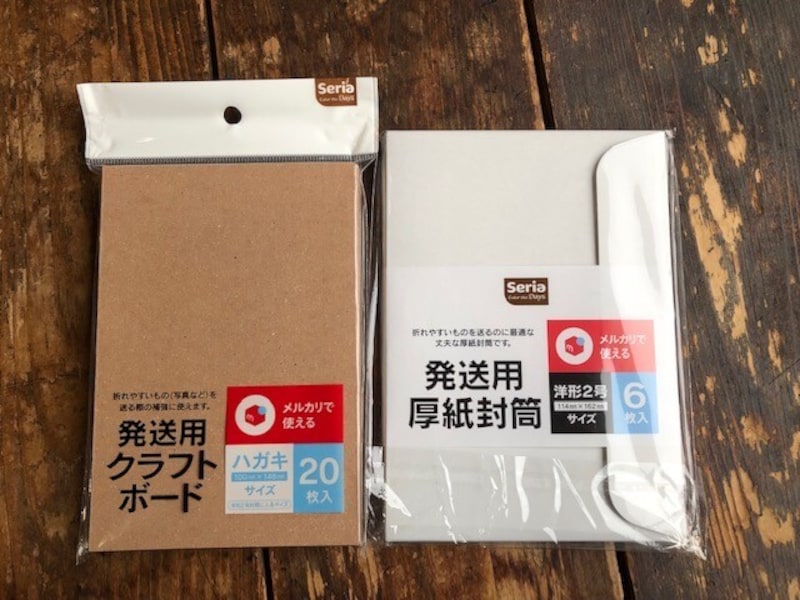 Seria
Color the Days
折れやすいもの(写真など)を
送る際の補強に使えます。
発送用
クラフト
ボード
メルカリで
使える
ハガキ
100mm×148mm
サイズ
20
枚入
Seria
Color the Days
折れやすいものを送るのに最適な
丈夫な厚紙封筒です。
発送用
厚紙封筒
メルカリで
使える
洋形2号
114mm×162mm
サイズ
6
枚入